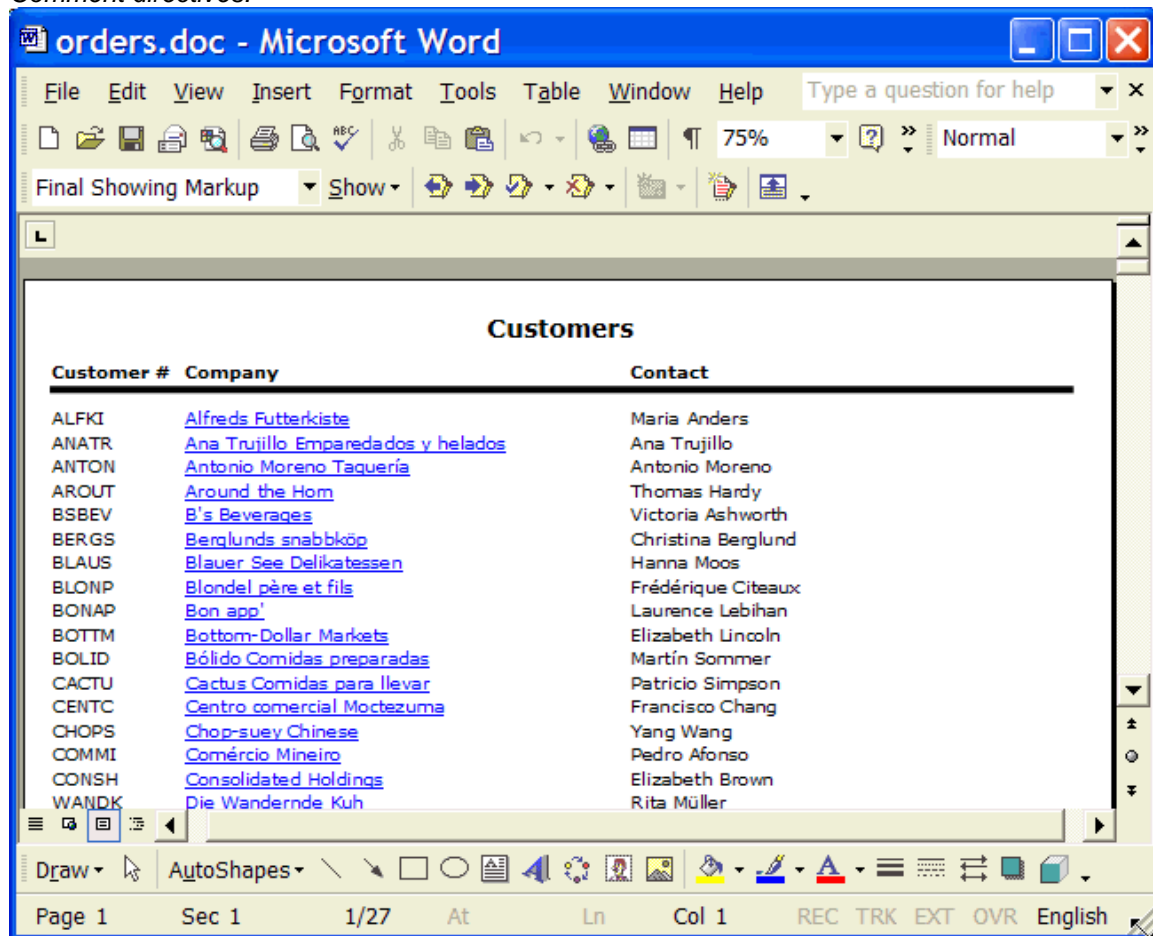 Comment directives.
orders.doc - Microsoft Word
File Edit View Insert Format Tools Table Window Help Type a question for help
ABC 75% Normal
Final Showing Markup Show
Customers
Customer # Company Contact
ALFKI Alfreds Futterkiste Maria Anders
ANATR Ana Trujillo Emparedados y helados Ana Trujillo
ANTON Antonio Moreno Taquería Antonio Moreno
AROUT Around the Horn Thomas Hardy
BSBEV B's Beverages Victoria Ashworth
BERGS Berglunds snabbköp Christina Berglund
BLAUS Blauer See Delikatessen Hanna Moos
BLONP Blondel père et fils Frédérique Citeaux
BONAP Bon app' Laurence Lebihan
BOTTM Bottom-Dollar Markets Elizabeth Lincoln
BOLID Bólido Comidas preparadas Martín Sommer
CACTU Cactus Comidas para llevar Patricio Simpson
CENTC Centro comercial Moctezuma Francisco Chang
CHOPS Chop-suey Chinese Yang Wang
COMMI Comércio Mineiro Pedro Afonso
CONSH Consolidated Holdings Elizabeth Brown
WANDK Die Wandernde Kuh Rita Müller
Draw AutoShapes
Page 1 Sec 1 1/27 At Ln Col 1 REC TRK EXT OVR English